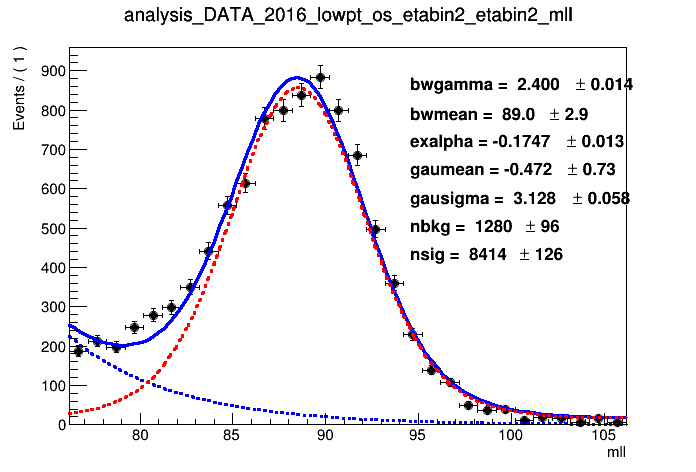 analysis_DATA_2016_lowpt_os_etabin2_etabin2_mll
Events / ( 1 )
900
800
700
600
500
400
300
200
100
0
bwgamma = 2.400 ± 0.014
bwmean = 89.0 ± 2.9
exalpha = -0.1747 ± 0.013
gaumean = -0.472 ± 0.73
gausigma = 3.128 ± 0.058
nbkg = 1280 ± 96
nsig = 8414 ± 126
80 85 90 95 100 105
mll